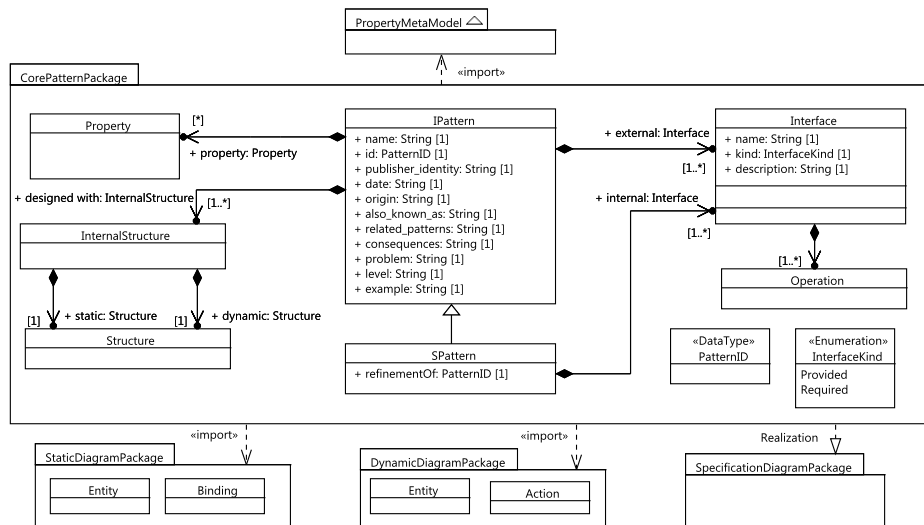 PropertyMetaModel
«import»
CorePatternPackage
Property
[*]
+ property: Property
IPattern
+ name: String [1]
+ id: PatternID [1]
+ publisher_identity: String [1]
+ date: String [1]
+ origin: String [1]
+ also_known_as: String [1]
+ related_patterns: String [1]
+ consequences: String [1]
+ problem: String [1]
+ level: String [1]
+ example: String [1]
+ external: Interface
[1..*]
Interface
+ name: String [1]
+ kind: InterfaceKind [1]
+ description: String [1]
+ designed with: InternalStructure
[1..*]
+ internal: Interface
[1..*]
InternalStructure
[1..*]
Operation
[1]
+ static: Structure
[1]
+ dynamic: Structure
Structure
SPattern
+ refinementOf: PatternID [1]
«DataType»
PatternID
«Enumeration»
InterfaceKind
Provided
Required
«import»
«import»
Realization
StaticDiagramPackage
Entity
Binding
DynamicDiagramPackage
Entity
Action
SpecificationDiagramPackage